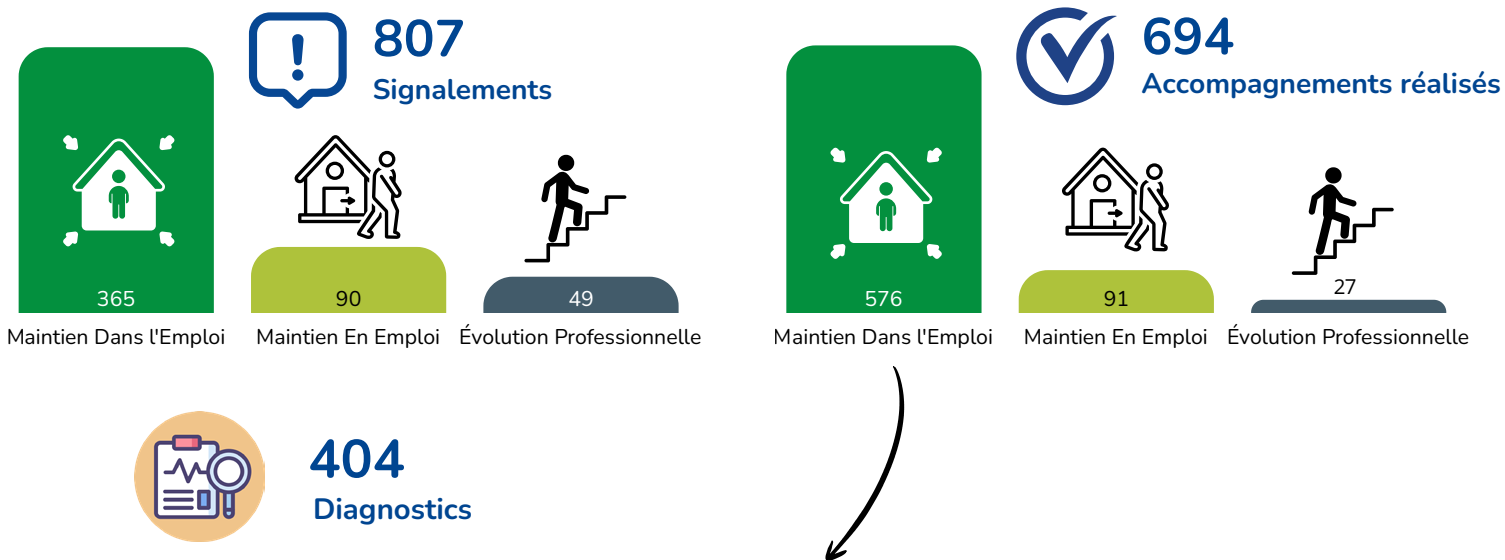 807
Signalements
365
90
49
Maintien Dans l'Emploi
Maintien En Emploi
Évolution Professionnelle
694
Accompagnements réalisés
576
91
27
Maintien Dans l'Emploi
Maintien En Emploi
Évolution Professionnelle
404
Diagnostics